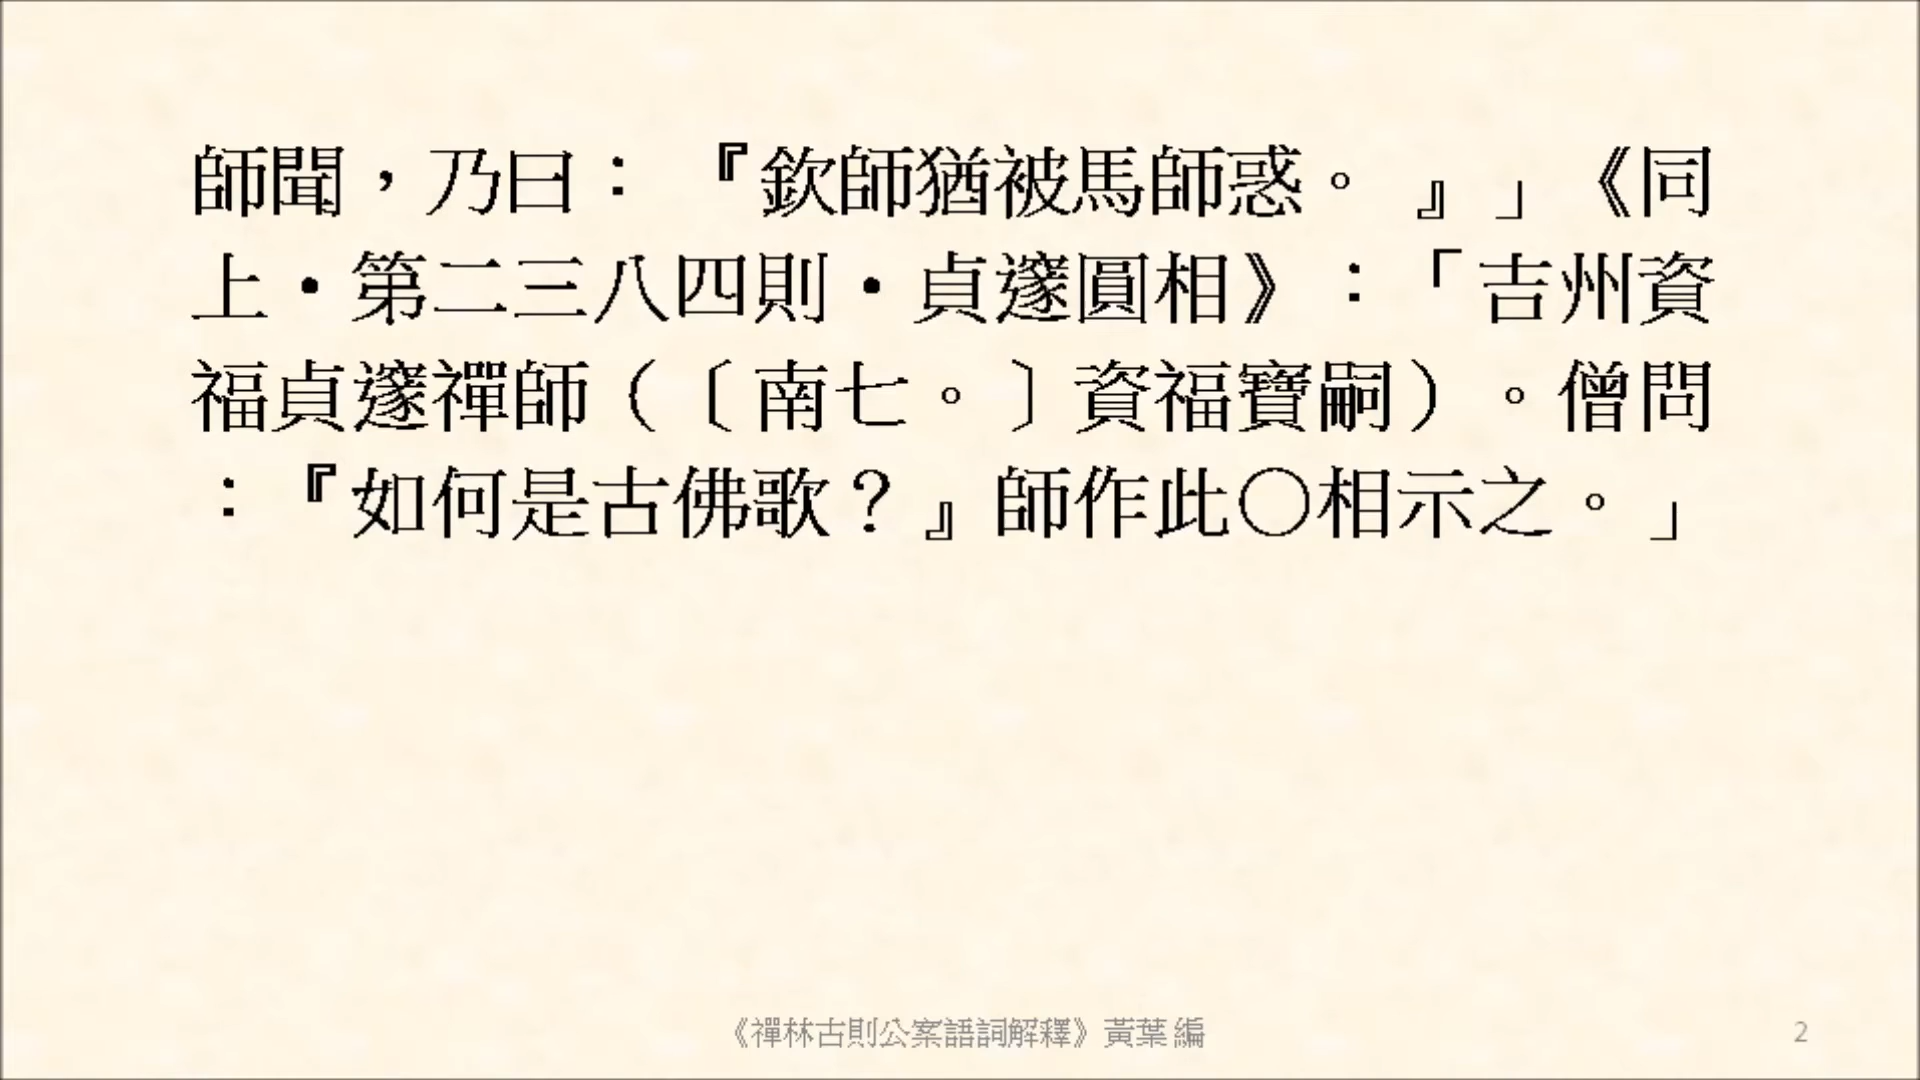 師聞，乃曰：『欽師猶被馬師惑。』」《同
上・第二三八四則・貞邃圓相》：「吉州資
福貞邃禪師（〔南七。〕資福寶嗣）。僧問
：『如何是古佛歌？』師作此○相示之。」
《禪林古則公案語詞解釋》黃葉 編
2